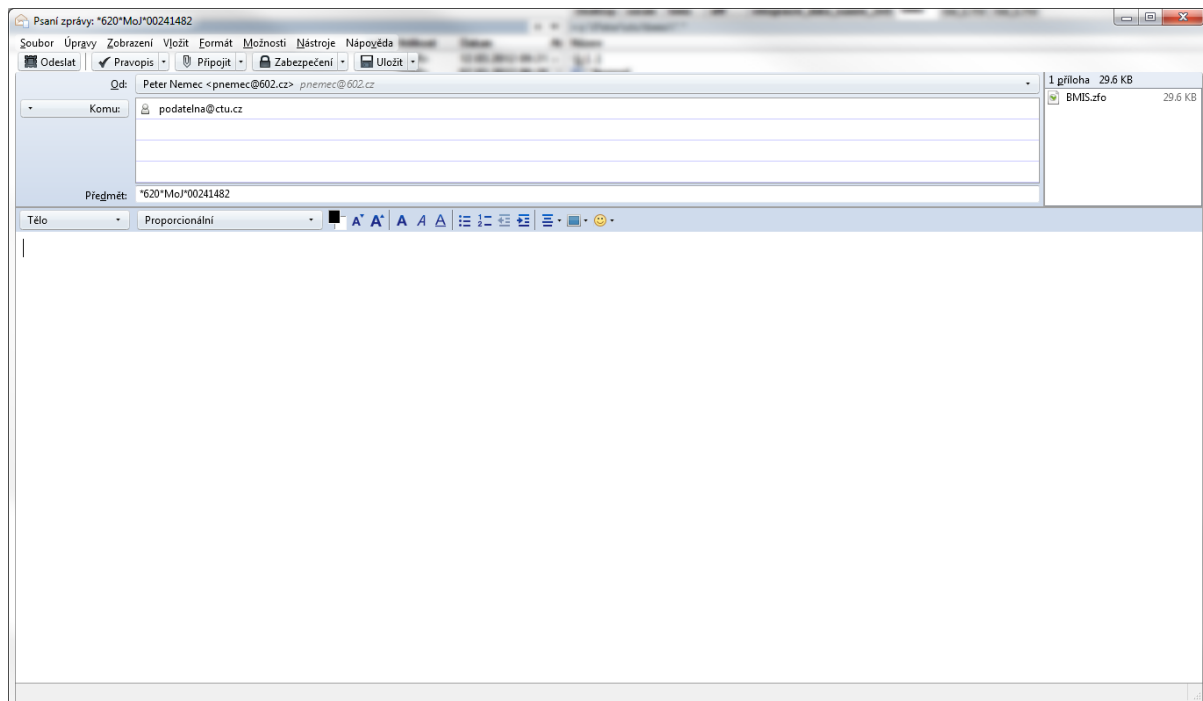 Psaní zprávy: *620*MoJ*00241482
Soubor Úpravy Zobrazení Vložit Formát Možnosti Nástroje Nápověda
Odeslat Pravopis Připojit Zabezpečení Uložit
Od: Peter Nemec <pnemec@602.cz> pnemec@602.cz
1 příloha 29.6 KB
Komu: podatelna@ctu.cz
BMIS.zfo 29.6 KB
Předmět: *620*MoJ*00241482
Tělo Proporcionální